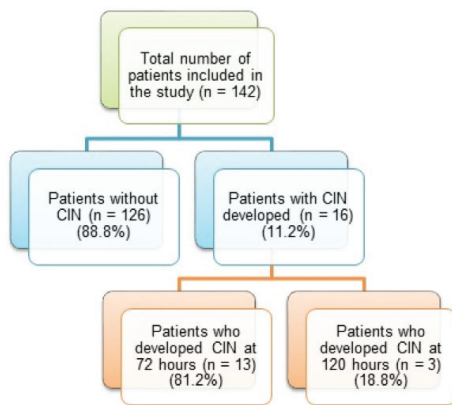 Total number of
patients included in
the study (n = 142)
Patients without
CIN (n = 126)
(88.8%)
Patients with CIN
developed (n = 16)
(11.2%)
Patients who
developed CIN at
72 hours (n = 13)
(81.2%)
Patients who
developed CIN at
120 hours (n = 3)
(18.8%)